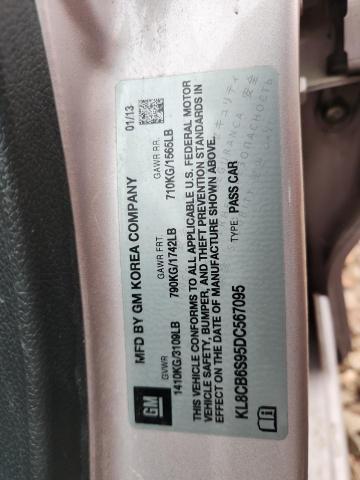 MFD BY GM KOREA COMPANY 01/13
GM
GVWR GAWR FRT. GAWR RR.
1410KG/3109LB 790KG/1742LB 710KG/1565LB
THIS VEHICLE CONFORMS TO ALL APPLICABLE U.S. FEDERAL MOTOR
VEHICLE SAFETY, BUMPER, AND THEFT PREVENTION STANDARDS IN
EFFECT ON THE DATE OF MANUFACTURE SHOWN ABOVE.
KL8CB6S95DC567095 TYPE: PASS CAR